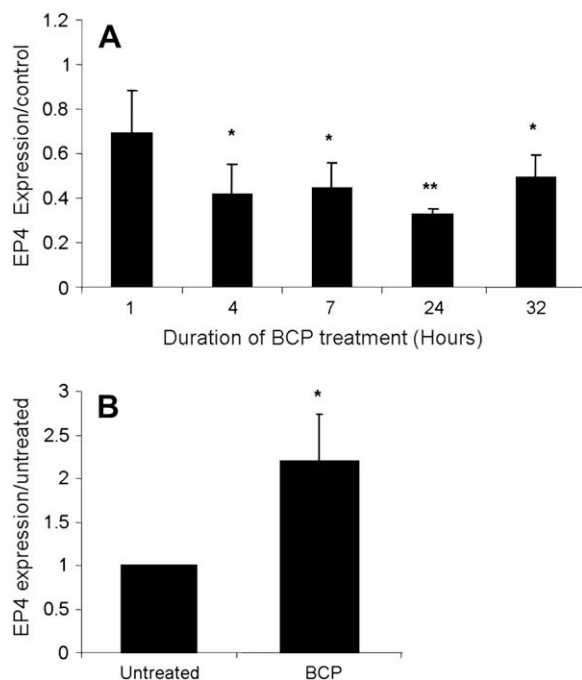 A
1.2
1
0.8
0.6
0.4
0.2
0
* * ** *
1 4 7 24 32
EP4 Expression/control
Duration of BCP treatment (Hours)
B
3
2.5
2
1.5
1
0.5
0
*
Untreated BCP
EP4 expression/untreated